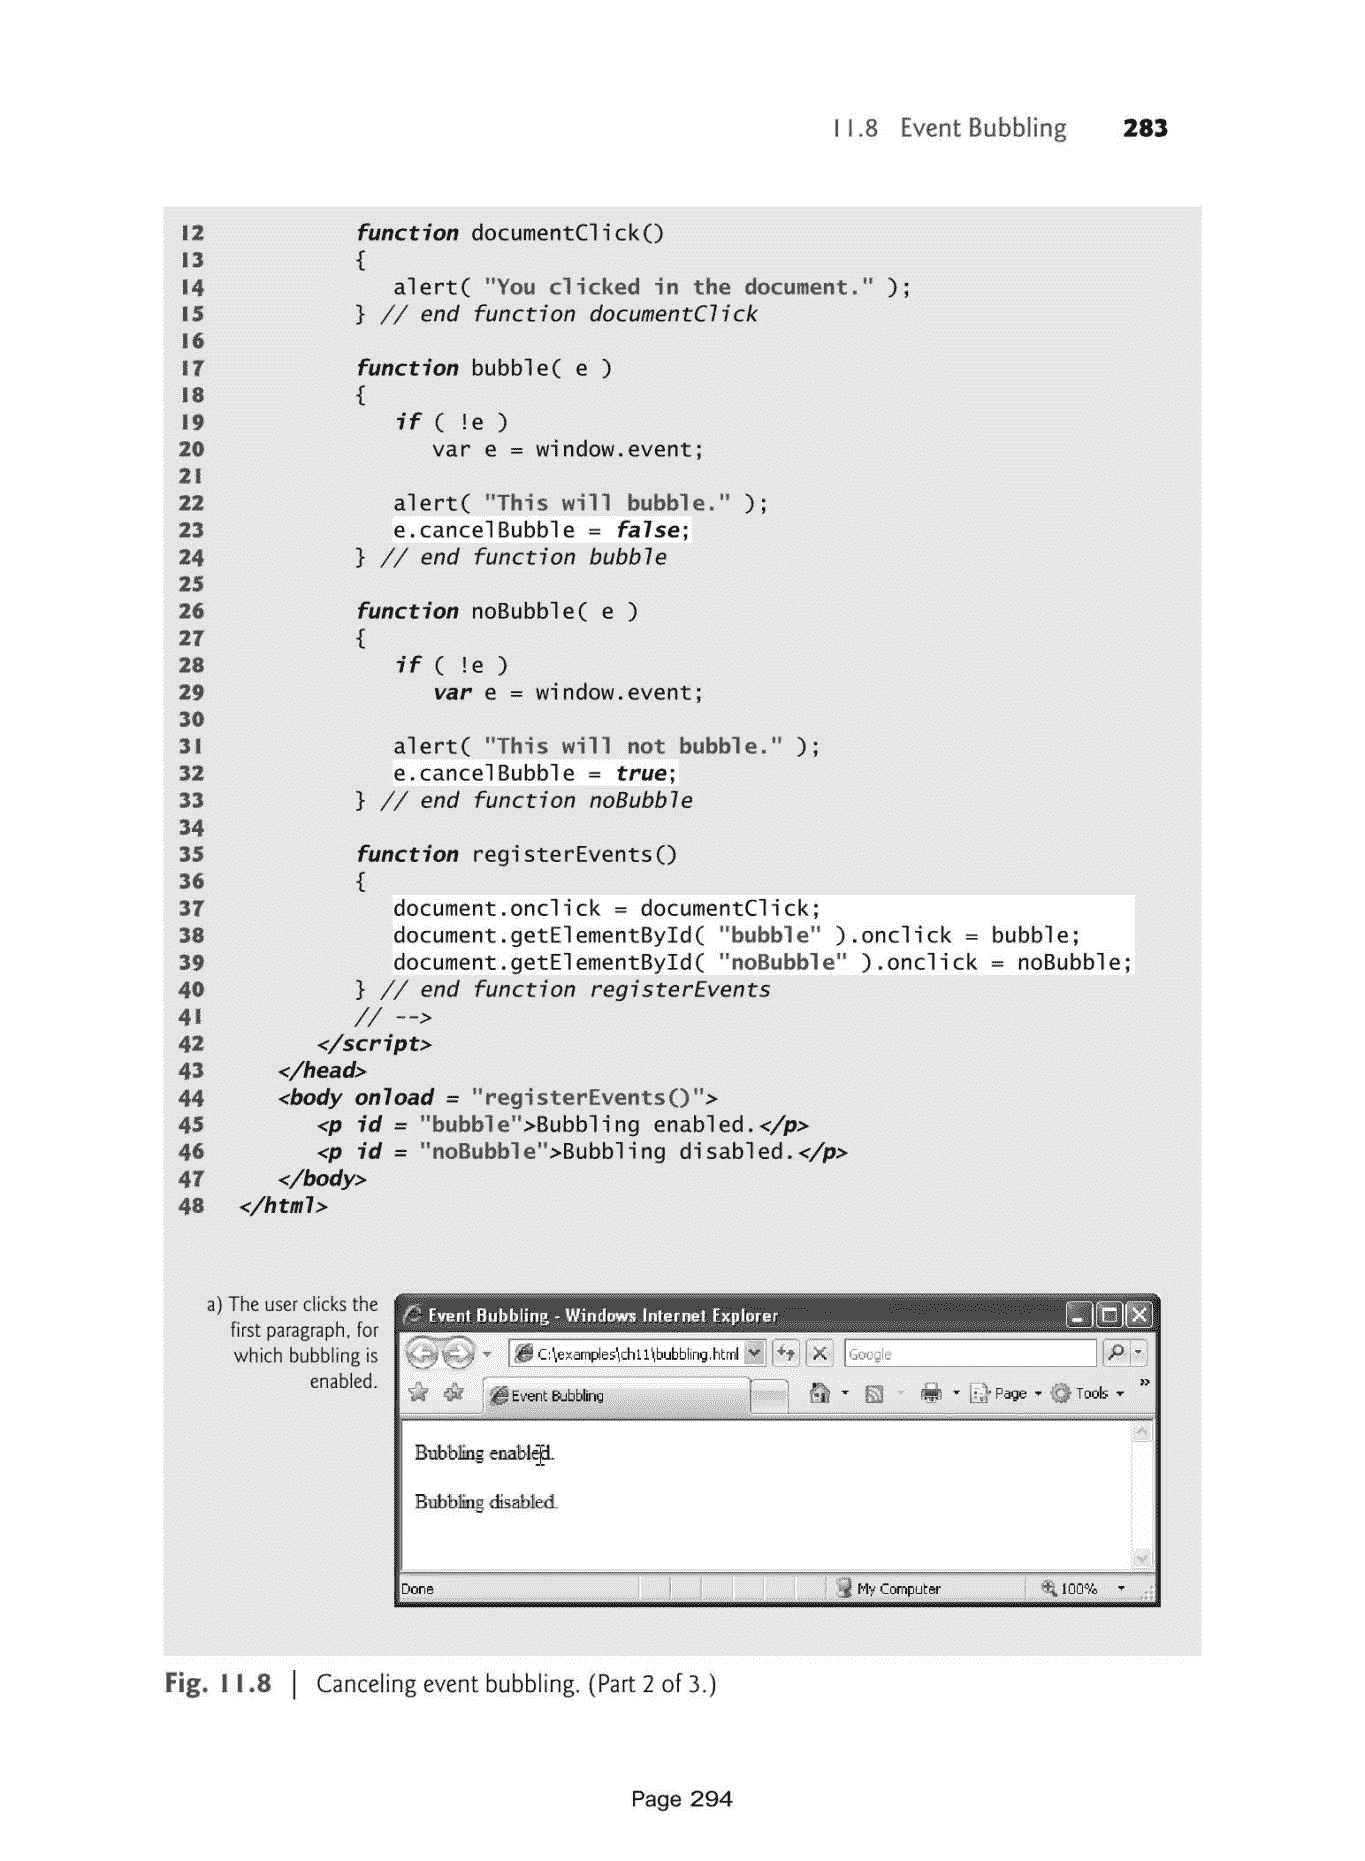 11.8 Event Bubbling 283
12 function documentClick()
13 {
14 alert( "You clicked in the document." );
15 } // end function documentClick
16
17 function bubble( e )
18 {
19 if ( !e )
20 var e = window.event;
21
22 alert( "This will bubble." );
23 e.cancelBubble = false;
24 } // end function bubble
25
26 function noBubble( e )
27 {
28 if ( !e )
29 var e = window.event;
30
31 alert( "This will not bubble." );
32 e.cancelBubble = true;
33 } // end function noBubble
34
35 function registerEvents()
36 {
37 document.onclick = documentClick;
38 document.getElementById( "bubble" ).onclick = bubble;
39 document.getElementById( "noBubble" ).onclick = noBubble;
40 } // end function registerEvents
41 // -->
42 </script>
43 </head>
44 <body onload = "registerEvents()">
45 <p id = "bubble">Bubbling enabled.</p>
46 <p id = "noBubble">Bubbling disabled.</p>
47 </body>
48 </html>
a) The user clicks the
first paragraph, for
which bubbling is
enabled.
Event Bubbling - Windows Internet Explorer
C:\examples\ch11\bubbling.html Google
Event Bubbling Page Tools »
Bubbling enabled.
Bubbling disabled.
Done My Computer 100%
Fig. 11.8 | Canceling event bubbling. (Part 2 of 3.)
Page 294